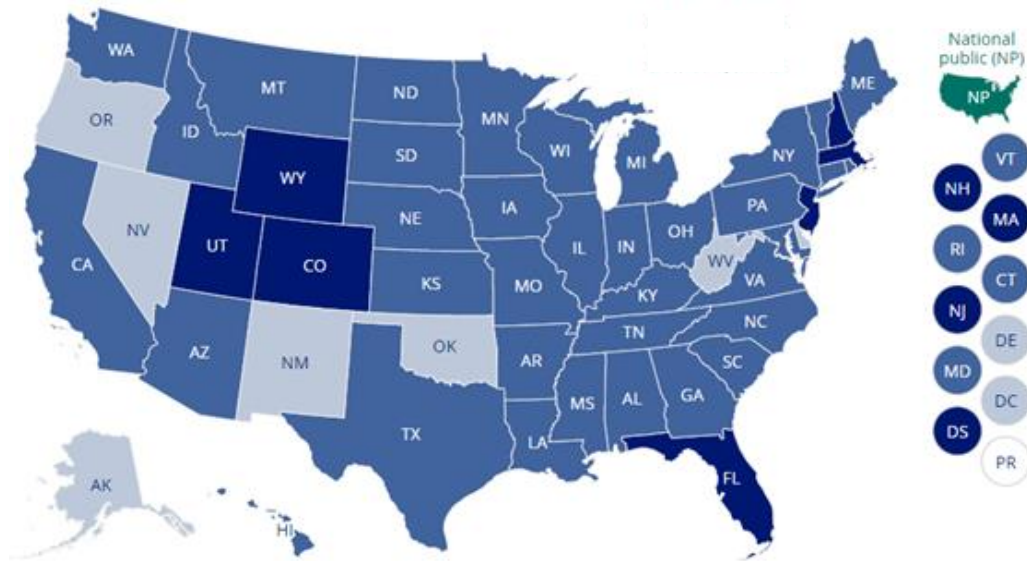 National
public (NP)
NP
WA
MT
ND
MN
ME
OR
ID
SD
WI
MI
NY
VT
WY
NH
MA
NE
IA
PA
NV
UT
CO
IL
IN
OH
WV
RI
CT
CA
KS
MO
KY
VA
NJ
DE
AZ
NM
OK
AR
TN
NC
SC
MD
DC
TX
LA
MS
AL
GA
DS
PR
AK
HI
FL